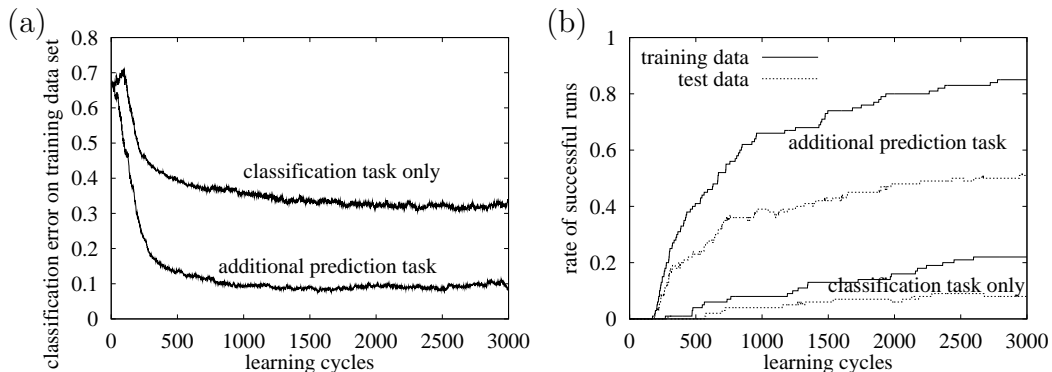 (a)
classification error on training data set
0.8
0.7
0.6
0.5
0.4
0.3
0.2
0.1
0
classification task only
additional prediction task
0 500 1000 1500 2000 2500 3000
learning cycles
(b)
rate of successful runs
1
0.8
0.6
0.4
0.2
0
training data
test data
additional prediction task
classification task only
0 500 1000 1500 2000 2500 3000
learning cycles